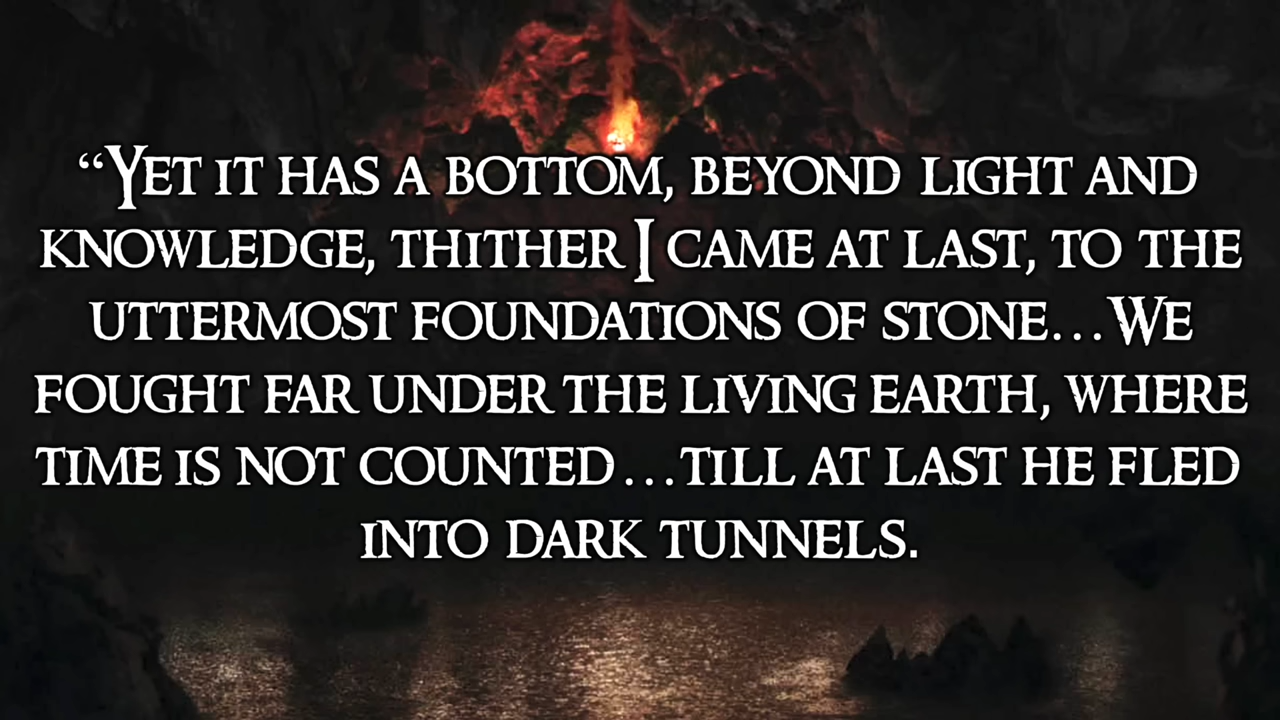 “Yet it has a bottom, beyond light and
knowledge, thither I came at last, to the
uttermost foundations of stone...We
fought far under the living earth, where
time is not counted...till at last he fled
into dark tunnels.